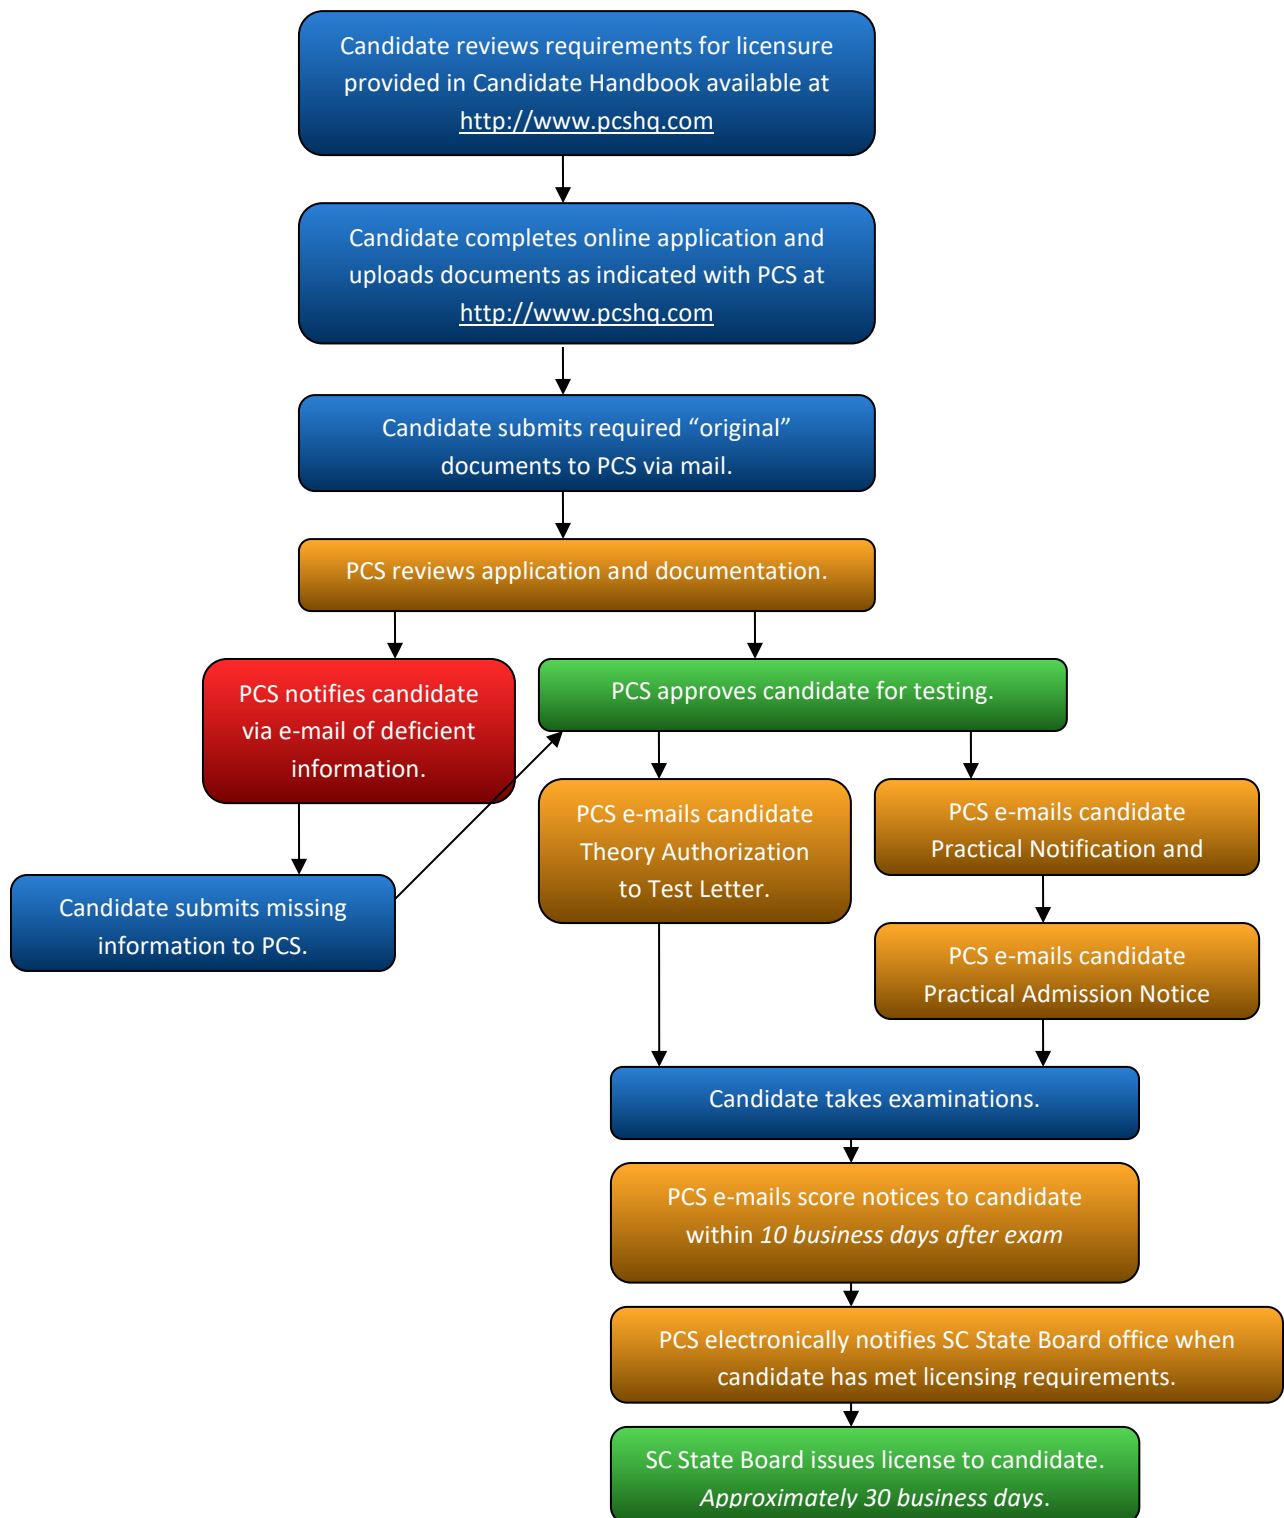 Candidate reviews requirements for licensure
provided in Candidate Handbook available at
http://www.pcshq.com
Candidate completes online application and
uploads documents as indicated with PCS at
http://www.pcshq.com
Candidate submits required “original”
documents to PCS via mail.
PCS reviews application and documentation.
PCS notifies candidate
via e-mail of deficient
information.
PCS approves candidate for testing.
Candidate submits missing
information to PCS.
PCS e-mails candidate
Theory Authorization
to Test Letter.
PCS e-mails candidate
Practical Notification and
PCS e-mails candidate
Practical Admission Notice
Candidate takes examinations.
PCS e-mails score notices to candidate
within 10 business days after exam
PCS electronically notifies SC State Board office when
candidate has met licensing requirements.
SC State Board issues license to candidate.
Approximately 30 business days.